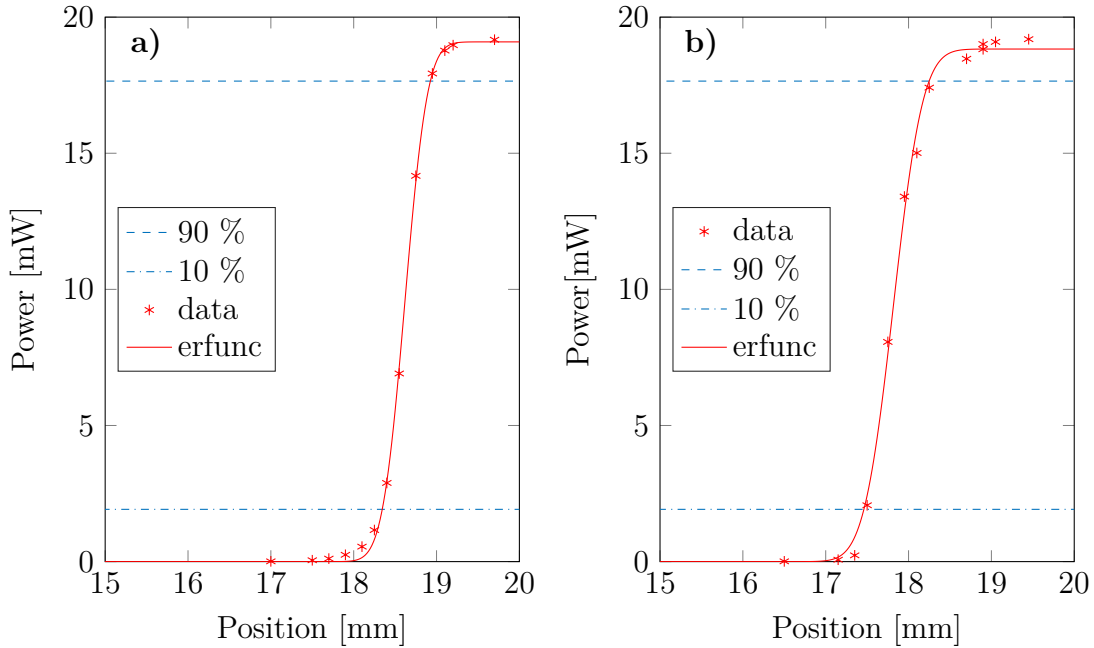 a)
20
15
10
5
0
Power [mW]
90 %
10 %
data
erfunc
15 16 17 18 19 20
Position [mm]
b)
20
15
10
5
0
Power[mW]
data
90 %
10 %
erfunc
15 16 17 18 19 20
Position [mm]